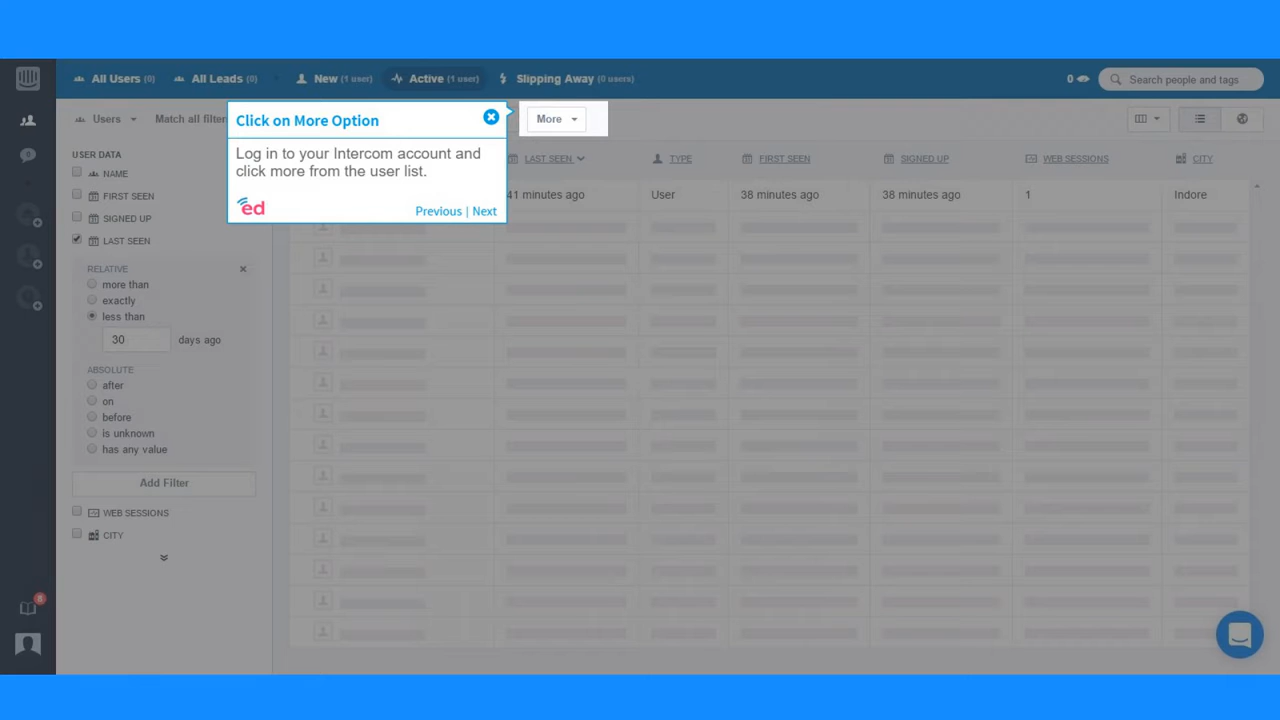 All Users (0) All Leads (0) New (1 user) Active (1 user) Slipping Away (0 users) 0 Search people and tags
Users Match all filter
Click on More Option
Log in to your Intercom account and
click more from the user list.
ed
Previous | Next
More
USER DATA
NAME
FIRST SEEN
SIGNED UP
LAST SEEN
RELATIVE
more than
exactly
less than
30 days ago
ABSOLUTE
after
on
before
is unknown
has any value
Add Filter
WEB SESSIONS
CITY
LAST SEEN TYPE FIRST SEEN SIGNED UP WEB SESSIONS CITY
41 minutes ago User 38 minutes ago 38 minutes ago 1 Indore